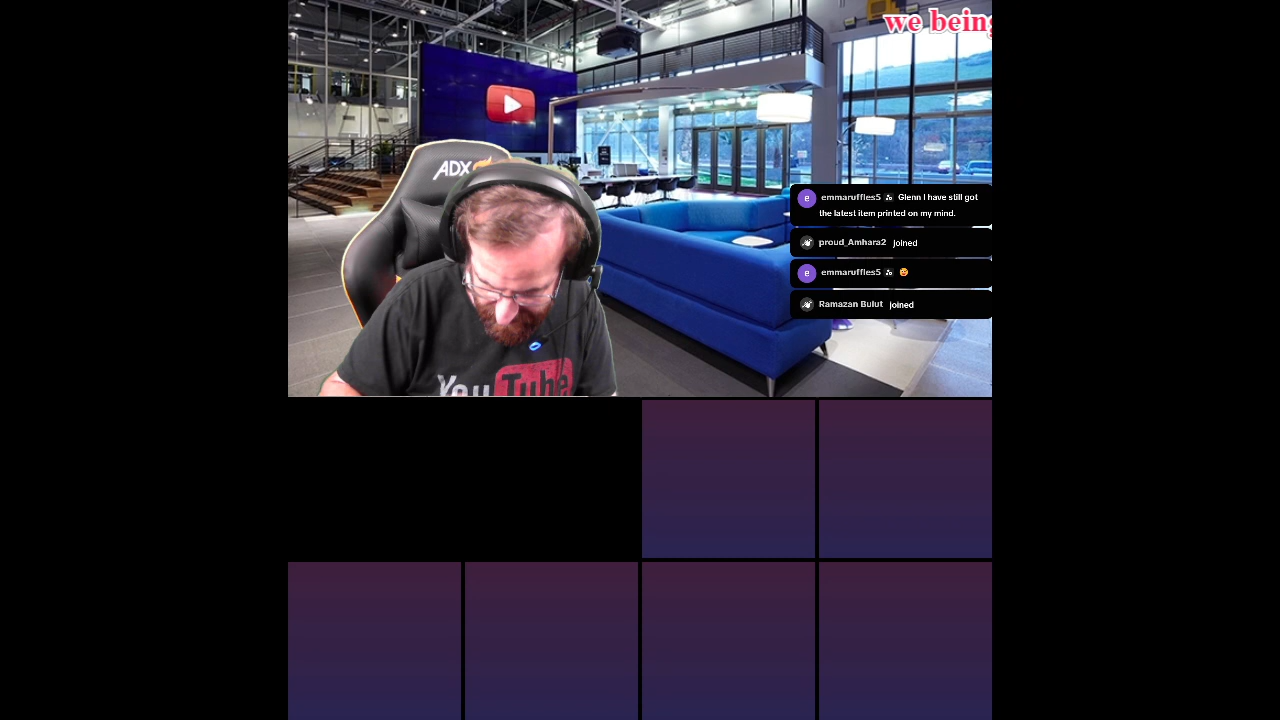 we being
ADX
emmaruffles5 Glenn I have still got
the latest item printed on my mind.
proud_Amhara2 joined
emmaruffles5
Ramazan Bulut joined
YouTube